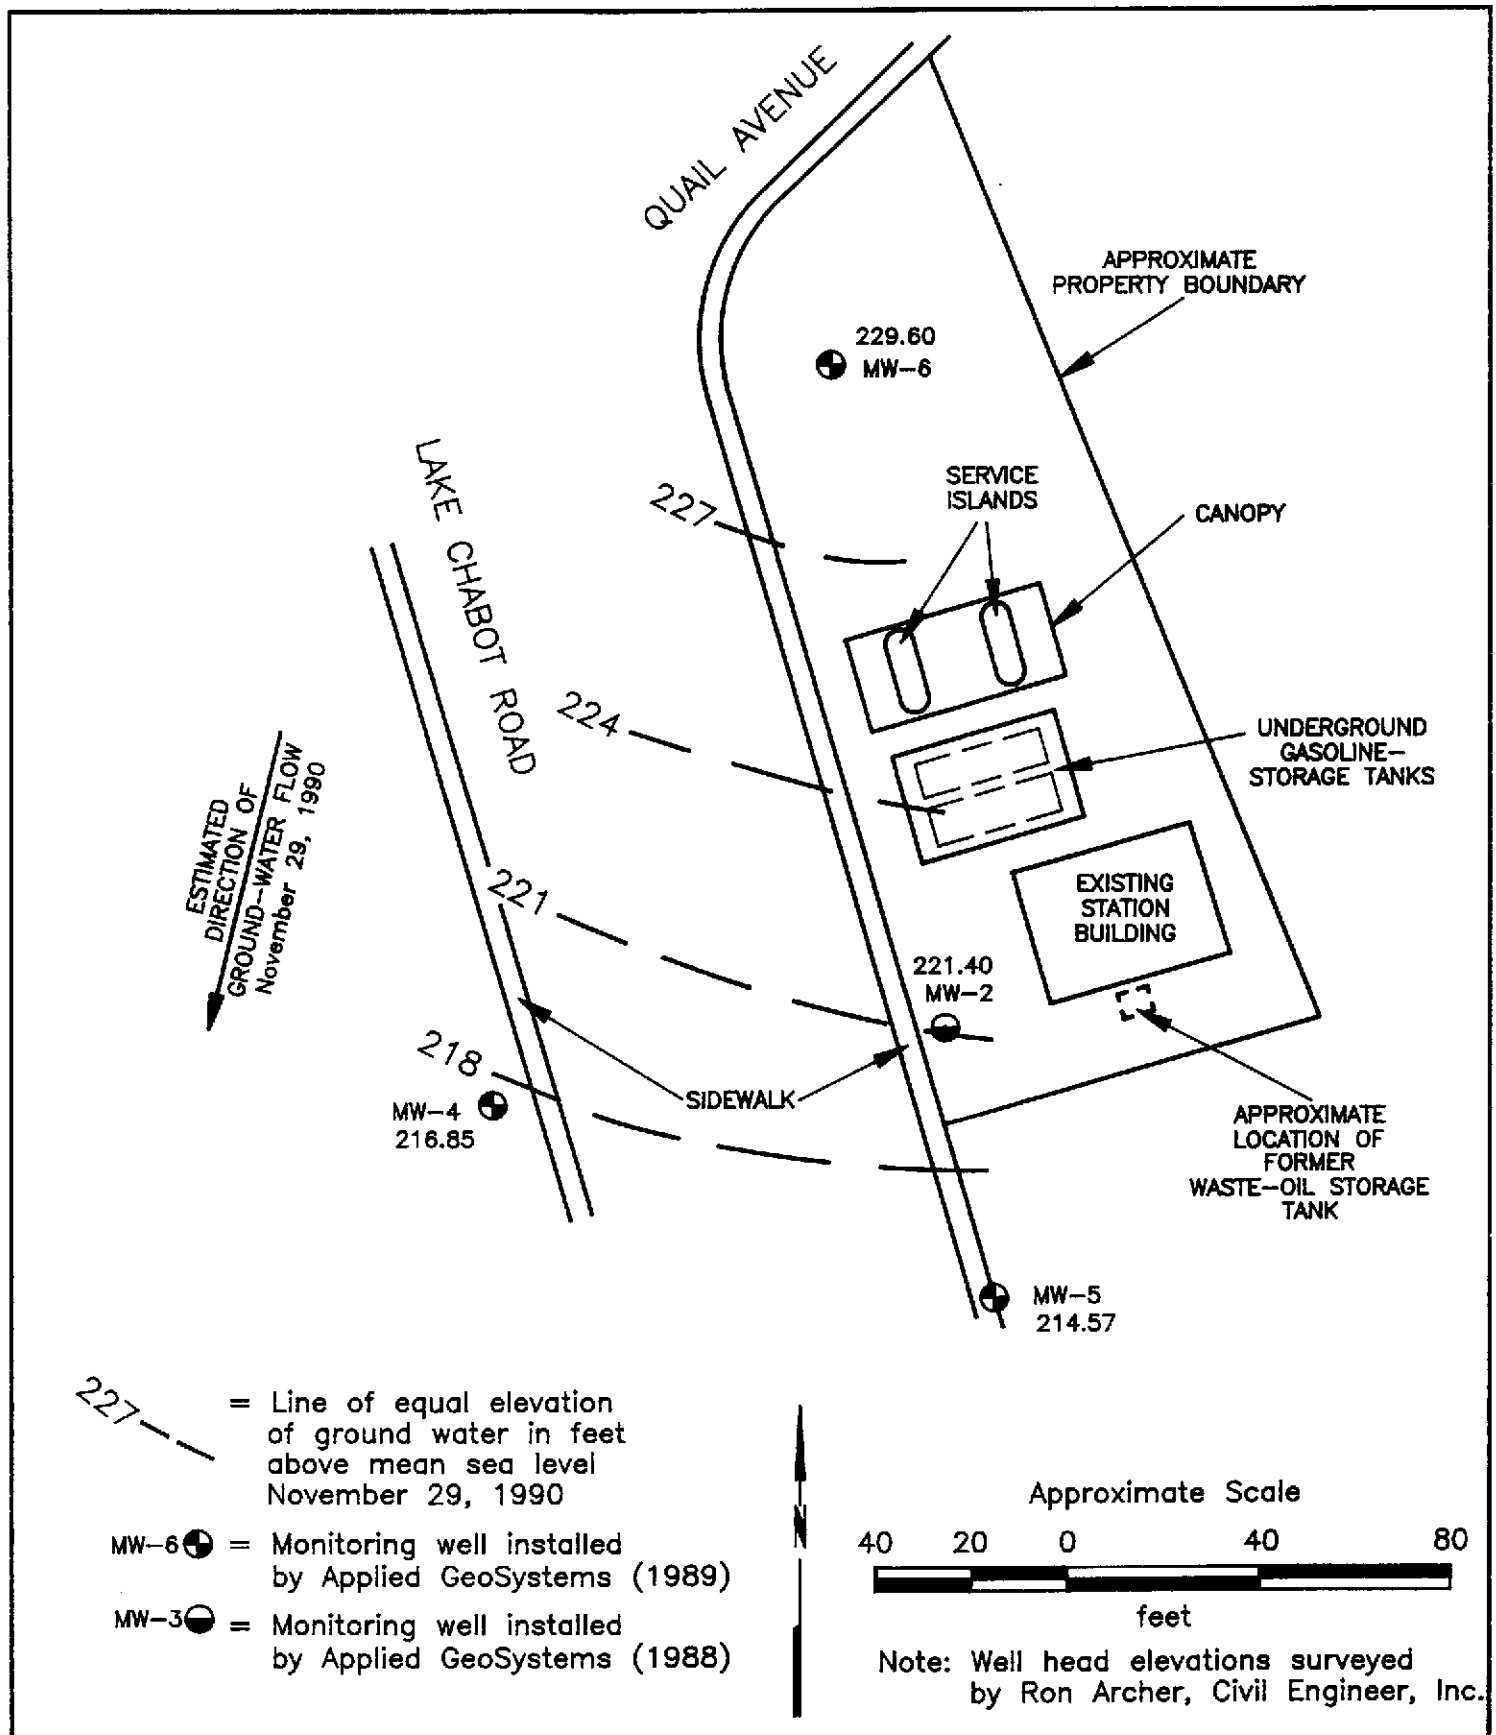 QUAIL AVENUE
APPROXIMATE
PROPERTY BOUNDARY
229.60
MW-6
LAKE CHABOT ROAD
227
SERVICE
ISLANDS
CANOPY
224
UNDERGROUND
GASOLINE-
STORAGE TANKS
ESTIMATED
DIRECTION OF
GROUND-WATER FLOW
November 29, 1990
221
EXISTING
STATION
BUILDING
221.40
MW-2
218
SIDEWALK
MW-4
216.85
APPROXIMATE
LOCATION OF
FORMER
WASTE-OIL STORAGE
TANK
MW-5
214.57
227
= Line of equal elevation
of ground water in feet
above mean sea level
November 29, 1990
MW-6 = Monitoring well installed
by Applied GeoSystems (1989)
MW-3 = Monitoring well installed
by Applied GeoSystems (1988)
N
Approximate Scale
40 20 0 40 80
feet
Note: Well head elevations surveyed
by Ron Archer, Civil Engineer, Inc.